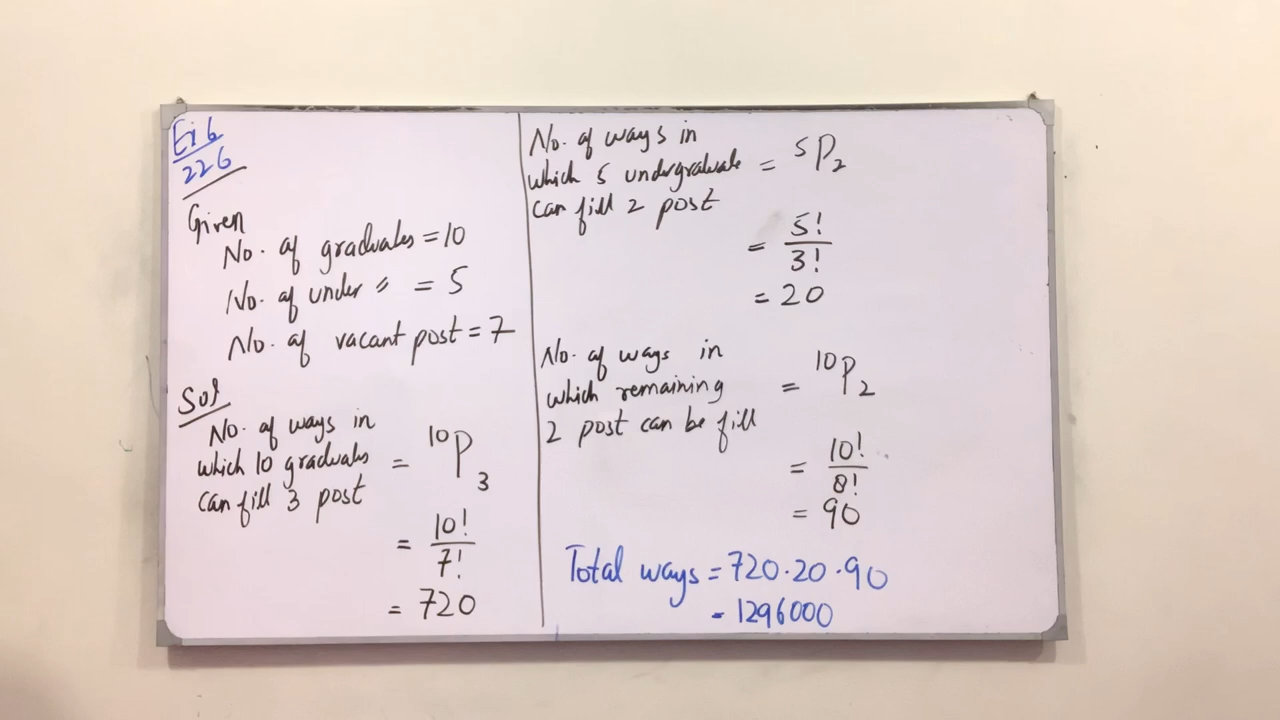 Ex 6
226
Given
No. of graduates = 10
No. of under " = 5
No. of vacant post = 7
Sol
No. of ways in
which 10 graduates
can fill 3 post
= 10P3
= 10!/7!
= 720
No. of ways in
which 5 undergraduate
can fill 2 post
= 5P2
= 5!/3!
= 20
No. of ways in
which remaining
2 post can be fill
= 10P2
= 10!/8!
= 90
Total ways = 720.20.90
= 1296000